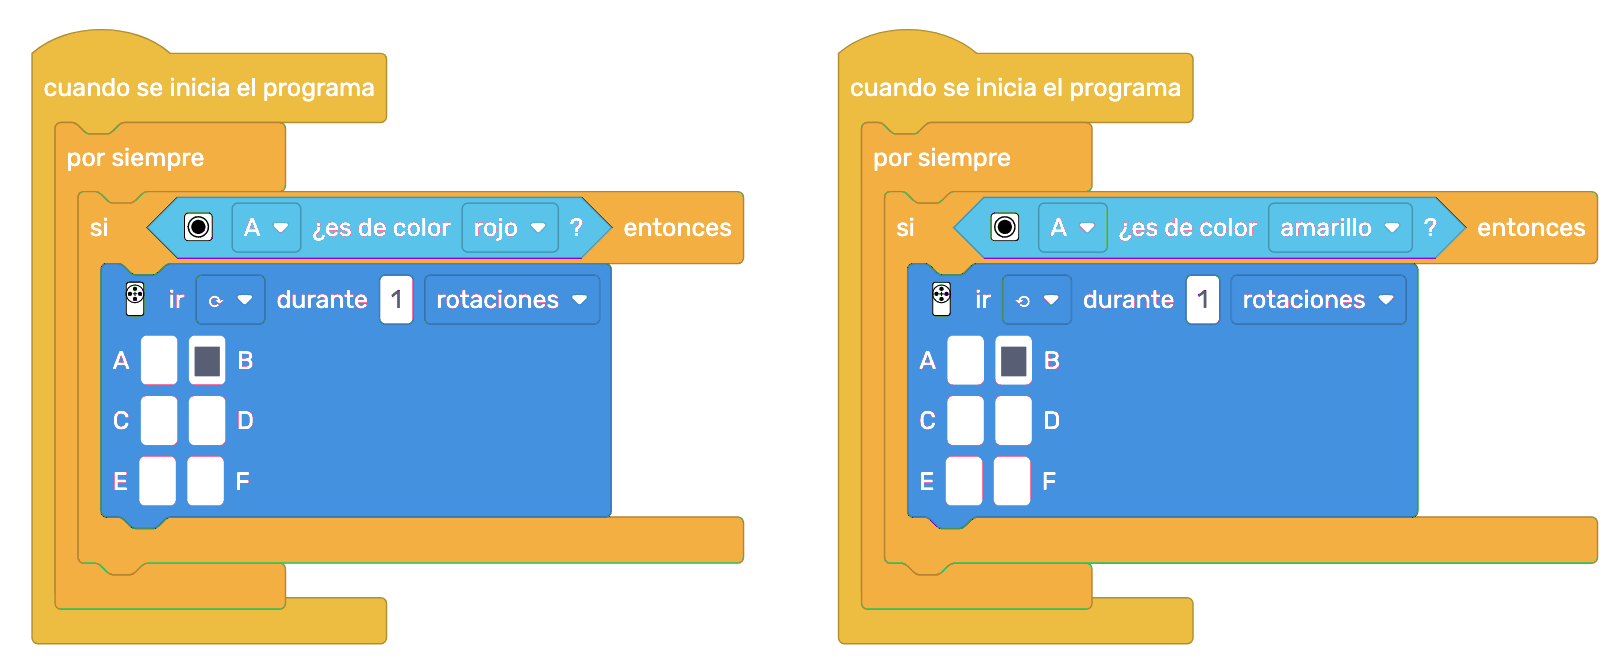 cuando se inicia el programa
por siempre
si A ¿es de color rojo ? entonces
ir durante 1 rotaciones
A B
C D
E F
cuando se inicia el programa
por siempre
si A ¿es de color amarillo ? entonces
ir durante 1 rotaciones
A B
C D
E F